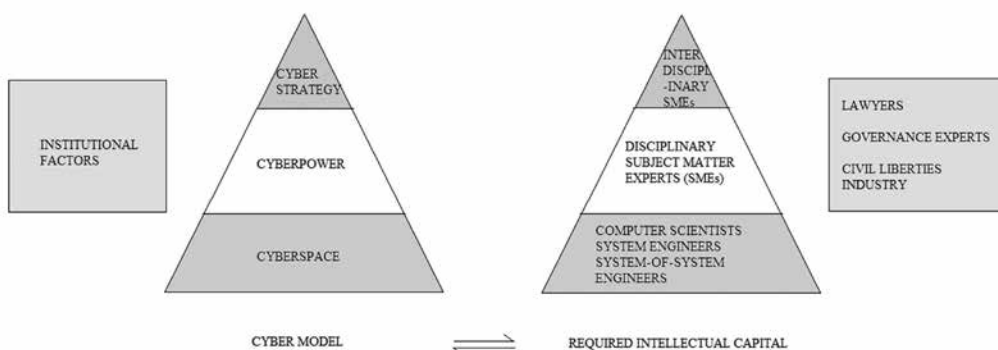 INSTITUTIONAL
FACTORS
CYBER
STRATEGY
CYBERPOWER
CYBERSPACE
CYBER MODEL
INTER
DISCIPL
-INARY
SMEs
DISCIPLINARY
SUBJECT MATTER
EXPERTS (SMEs)
COMPUTER SCIENTISTS
SYSTEM ENGINEERS
SYSTEM-OF-SYSTEM
ENGINEERS
REQUIRED INTELLECTUAL CAPITAL
LAWYERS
GOVERNANCE EXPERTS
CIVIL LIBERTIES
INDUSTRY